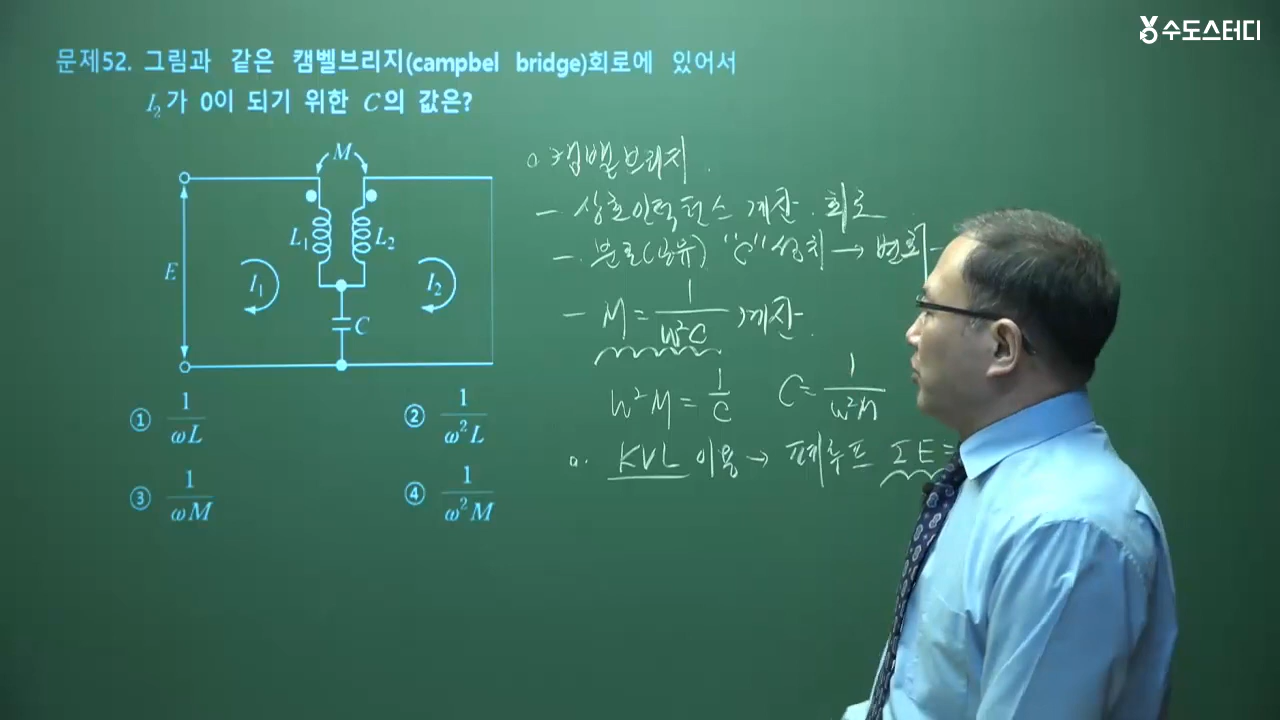 수도스터디
문제52. 그림과 같은 캠벨브리지(campbel bridge)회로에 있어서
I₂가 0이 되기 위한 C의 값은?
M
L₁ L₂
E
I₁ I₂
C
① 1/ωL ② 1/ω²L
③ 1/ωM ④ 1/ω²M
o 캠벨브리지.
- 상호인덕턴스 계산. 회로
- 분로(공유) "C" 설치 →
- M = 1/ω²C 계산.
ω²M = 1/C C = 1/ω²M
o. KVL 이용 → 폐루프 ΣE =